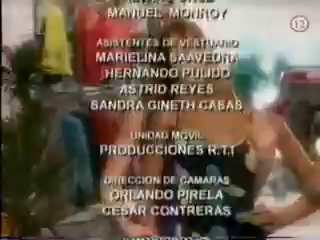 MANUEL MONROY
ASISTENTES DE VESTUARIO
MARIELINA SAAVEDRA
HERNANDO PULIDO
ASTRID REYES
SANDRA GINETH CASAS
UNIDAD MOVIL
PRODUCCIONES R.T.I
DIRECCION DE CAMARAS
ORLANDO PIRELA
CESAR CONTRERAS